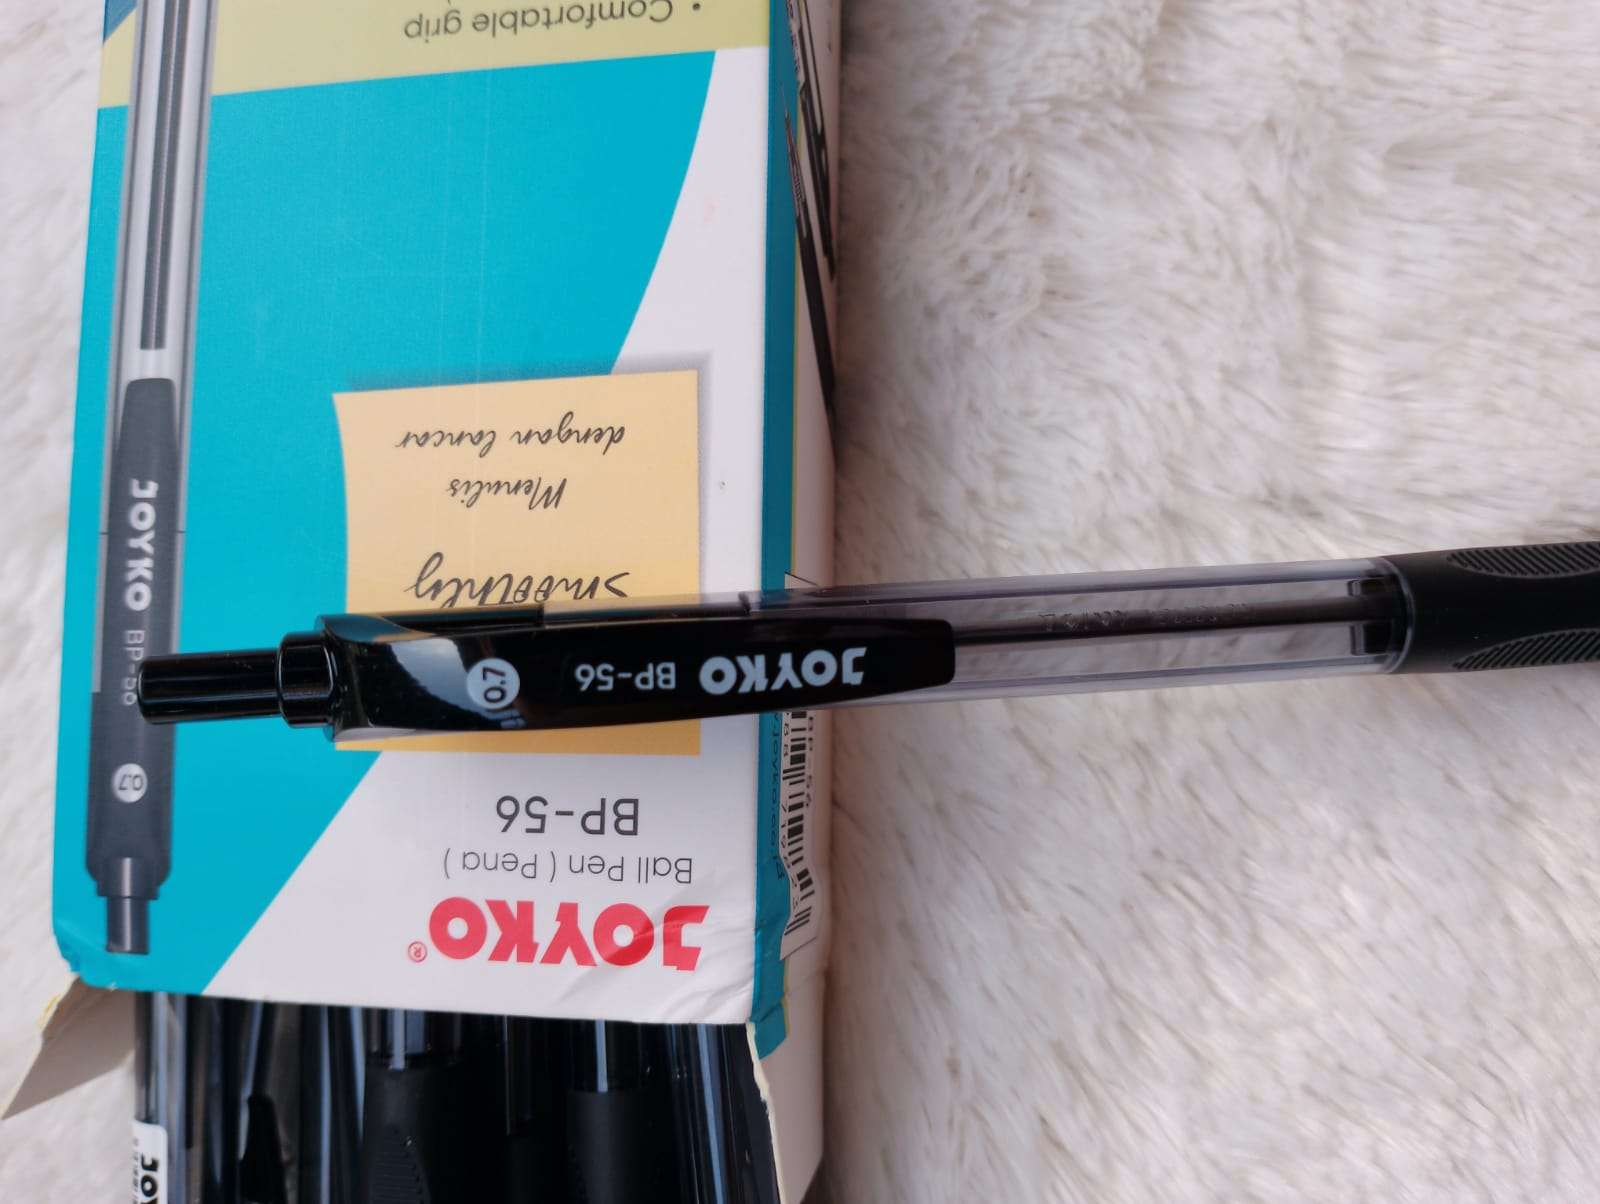 JOYKO®
Ball Pen ( Pena )
BP-56
Smoothly
Menulis
dengan lancar
• Comfortable grip
JOYKO BP-56 0.7
JOYKO BP-56 0.7